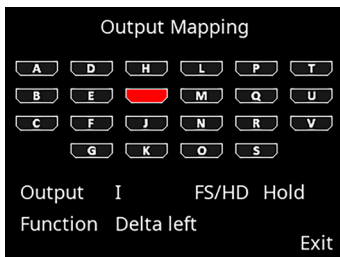 Output Mapping
A D H L P T
B E M Q U
C F J N R V
G K O S
Output I FS/HD Hold
Function Delta left
Exit